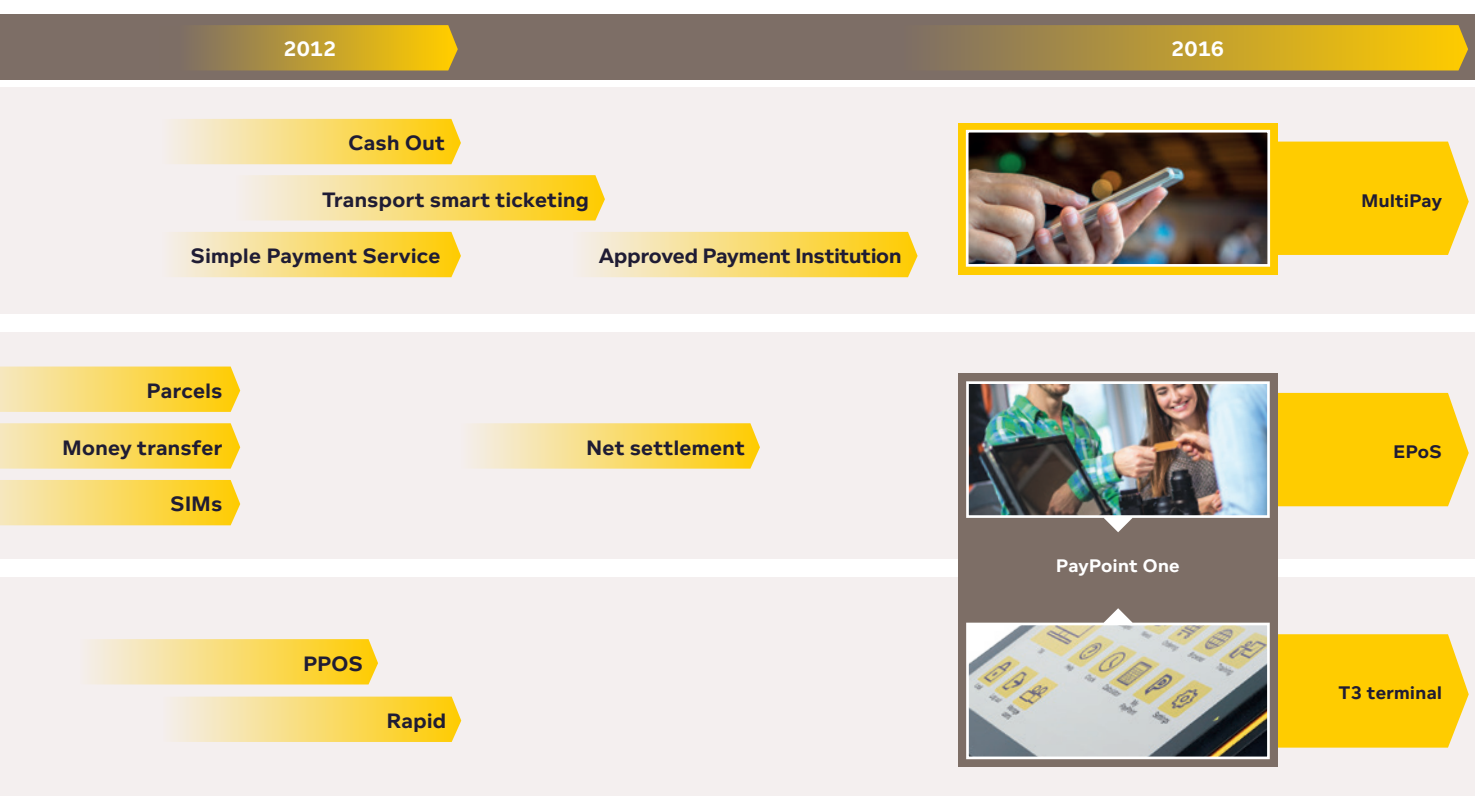 2012
2016
Cash Out
Transport smart ticketing
MultiPay
Simple Payment Service
Approved Payment Institution
Parcels
Money transfer
Net settlement
EPoS
SIMs
PayPoint One
PPOS
T3 terminal
Rapid